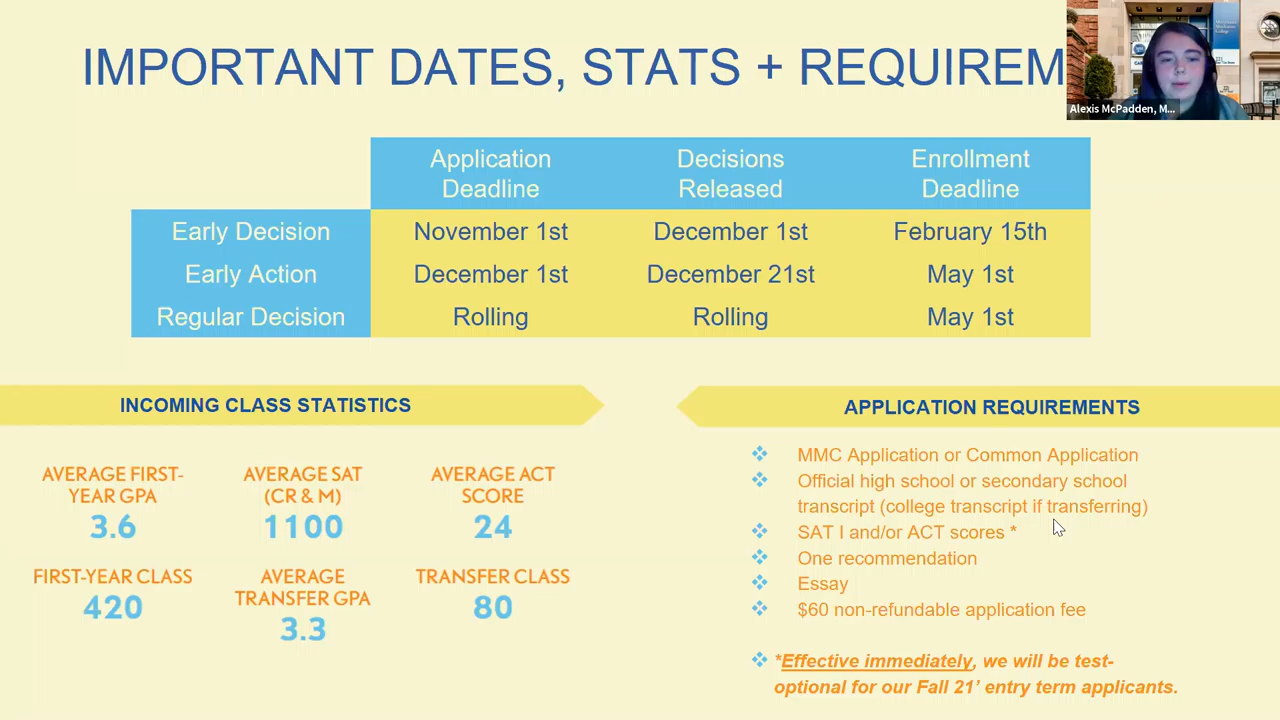 IMPORTANT DATES, STATS + REQUIREM
Alexis McPadden, M...
Application
Deadline
Decisions
Released
Enrollment
Deadline
Early Decision November 1st December 1st February 15th
Early Action December 1st December 21st May 1st
Regular Decision Rolling Rolling May 1st
INCOMING CLASS STATISTICS
AVERAGE FIRST-
YEAR GPA
3.6
AVERAGE SAT
(CR & M)
1100
AVERAGE ACT
SCORE
24
FIRST-YEAR CLASS
420
AVERAGE
TRANSFER GPA
3.3
TRANSFER CLASS
80
APPLICATION REQUIREMENTS
MMC Application or Common Application
Official high school or secondary school
transcript (college transcript if transferring)
SAT I and/or ACT scores *
One recommendation
Essay
$60 non-refundable application fee
*Effective immediately, we will be test-
optional for our Fall 21’ entry term applicants.